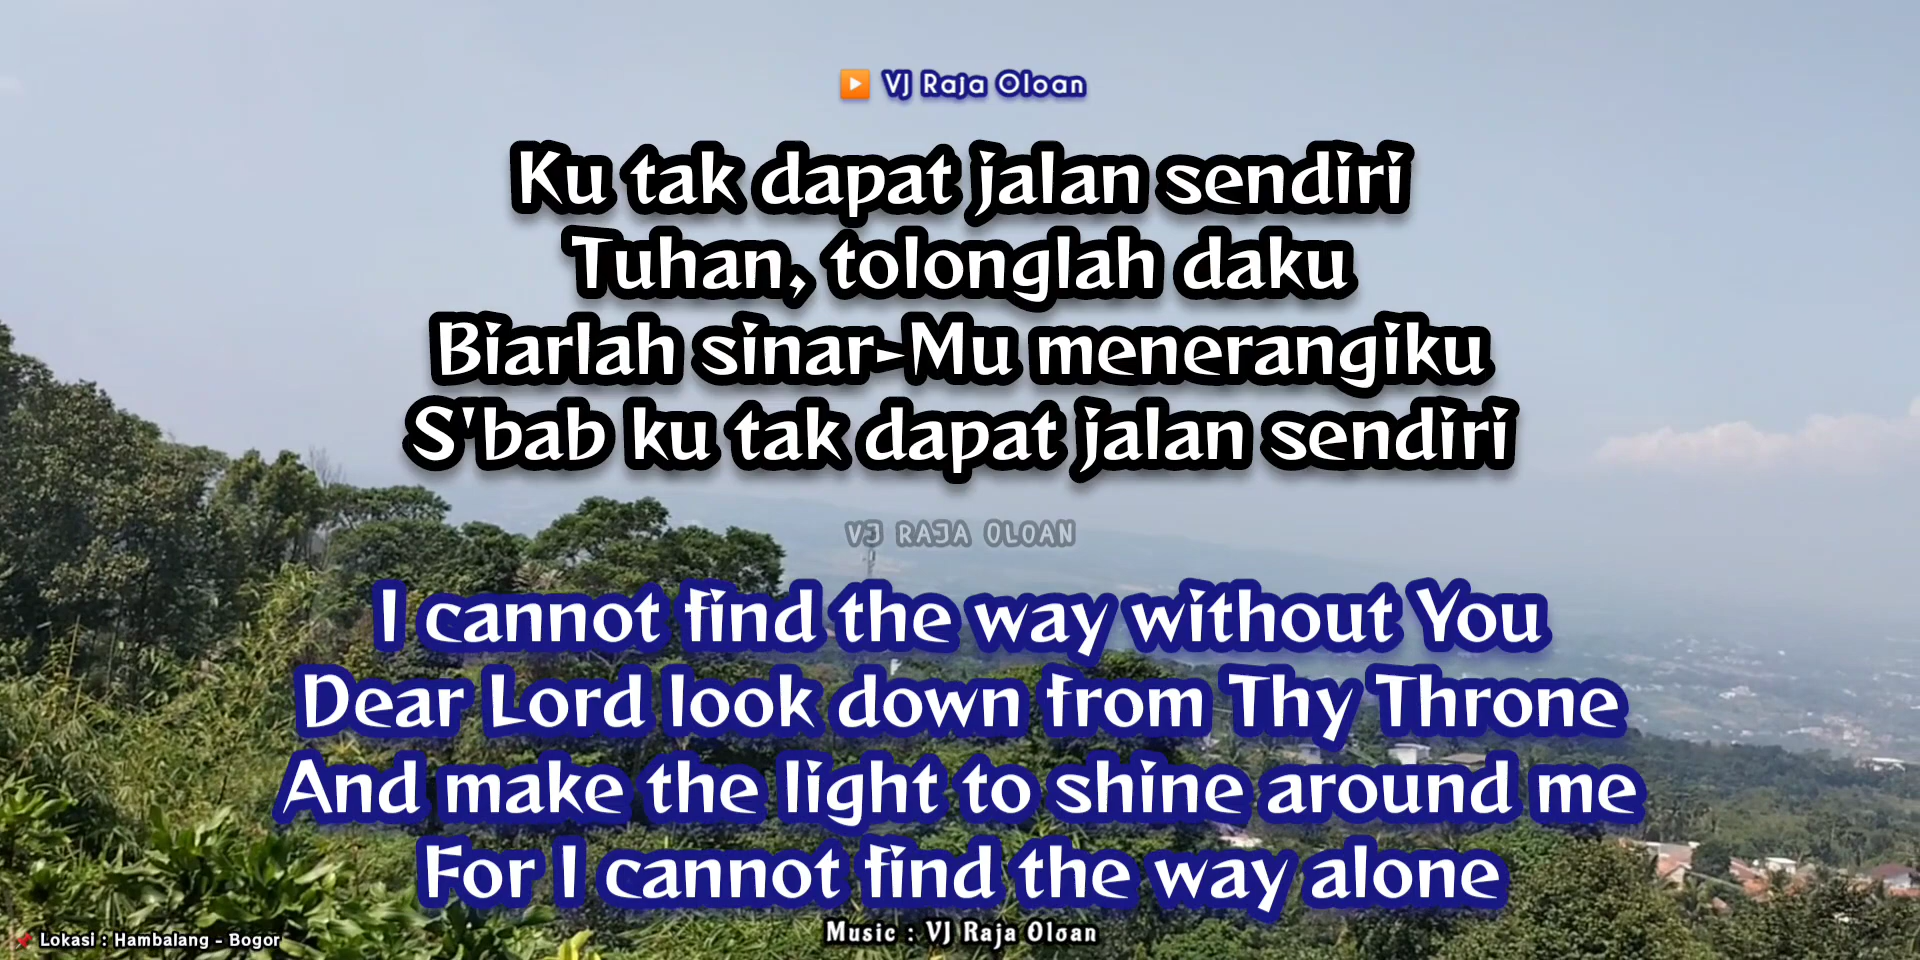 VJ Raja Oloan
Ku tak dapat jalan sendiri
Tuhan, tolonglah daku
Biarlah sinar-Mu menerangiku
S'bab ku tak dapat jalan sendiri
VJ RAJA OLOAN
I cannot find the way without You
Dear Lord look down from Thy Throne
And make the light to shine around me
For I cannot find the way alone
Music : VJ Raja Oloan
Lokasi : Hambalang - Bogor